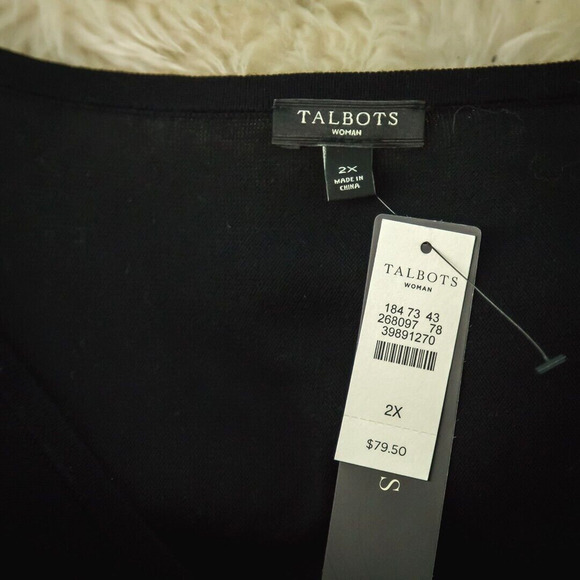 TALBOTS
WOMAN
2X
MADE IN
CHINA
TALBOTS
WOMAN
184 73 43
268097 78
39891270
2X
$79.50
S